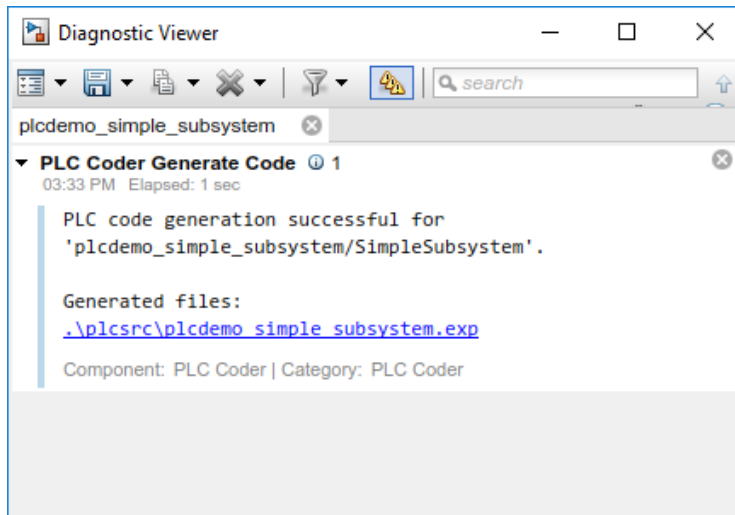 Diagnostic Viewer
search
plcdemo_simple_subsystem
PLC Coder Generate Code 1
03:33 PM Elapsed: 1 sec
PLC code generation successful for
'plcdemo_simple_subsystem/SimpleSubsystem'.
Generated files:
.\plcsrc\plcdemo_simple_subsystem.exp
Component: PLC Coder | Category: PLC Coder